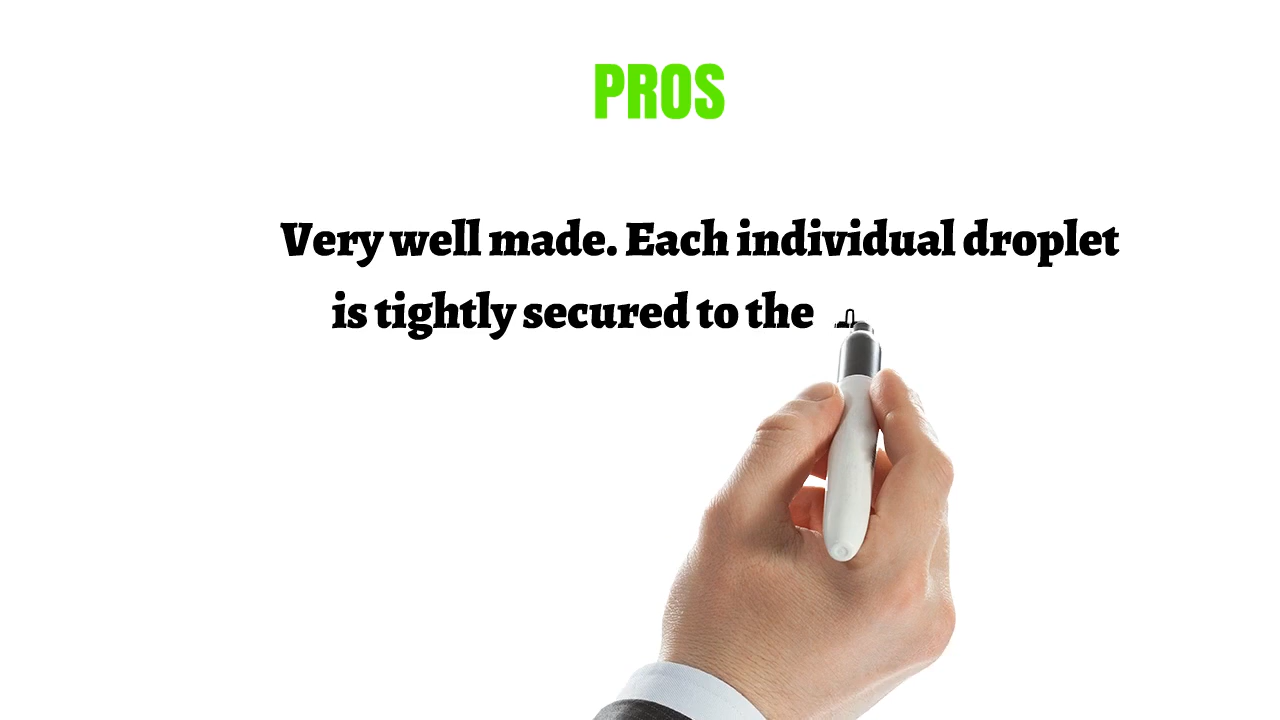 PROS
Very well made. Each individual droplet
is tightly secured to the